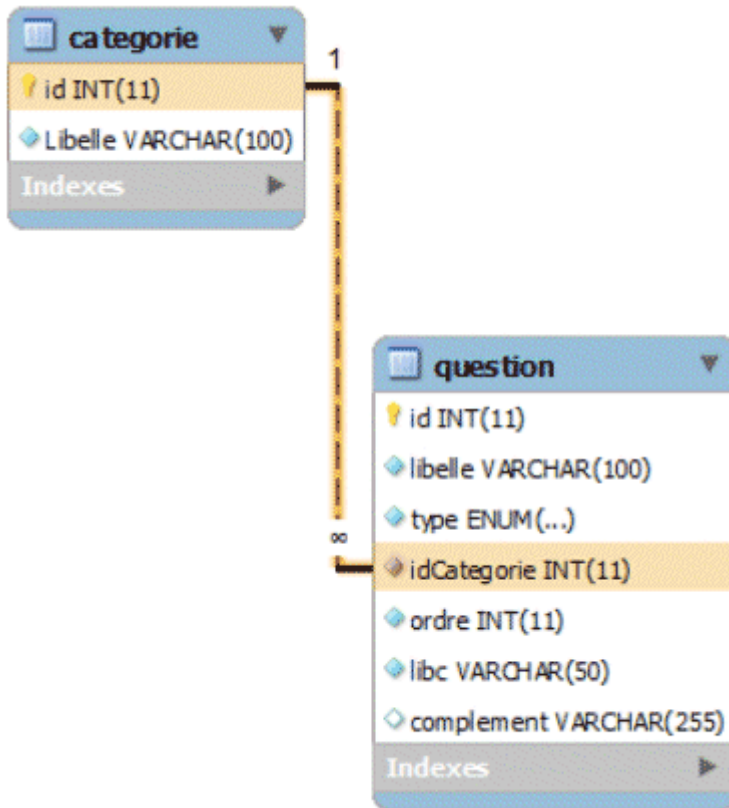 categorie
1
id INT(11)
Libelle VARCHAR(100)
Indexes
question
id INT(11)
libelle VARCHAR(100)
type ENUM(...)
∞
idCategorie INT(11)
ordre INT(11)
libc VARCHAR(50)
complement VARCHAR(255)
Indexes